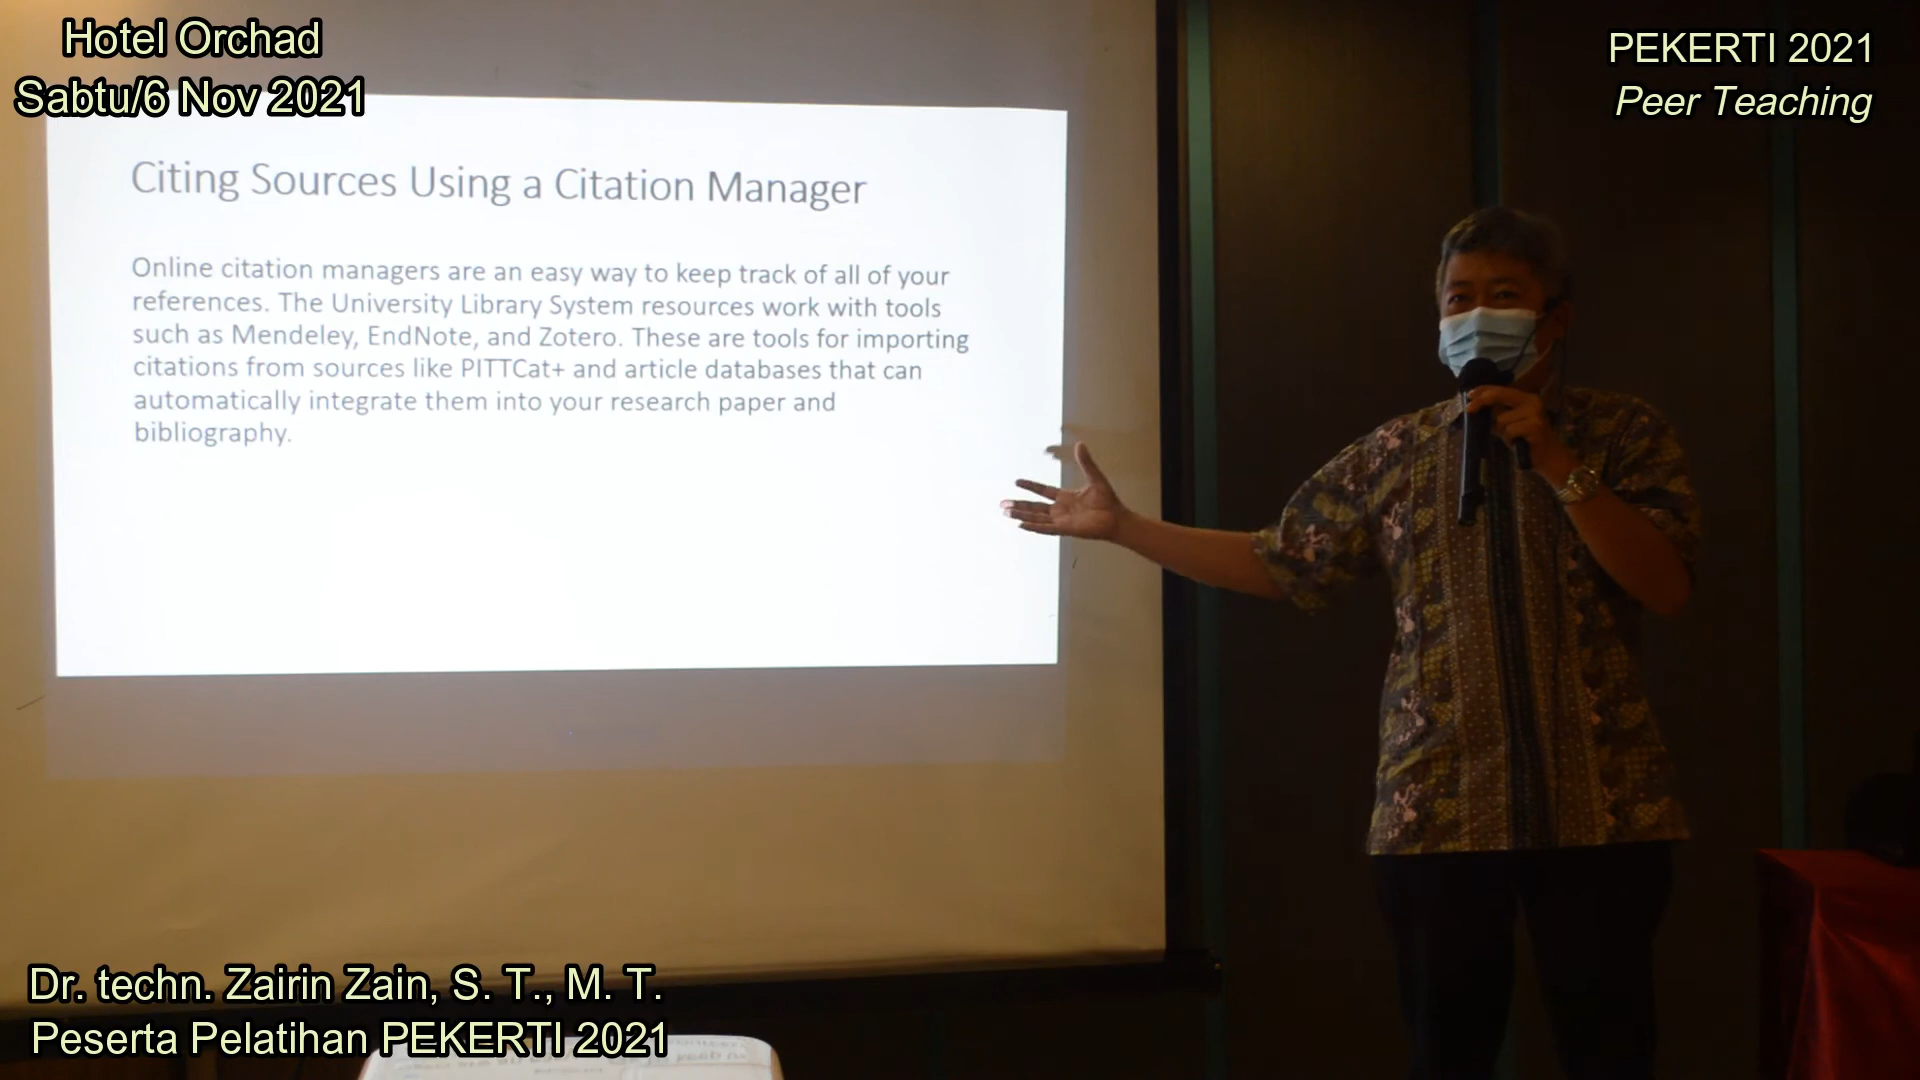 Hotel Orchad
Sabtu/6 Nov 2021
PEKERTI 2021
Peer Teaching
Citing Sources Using a Citation Manager
Online citation managers are an easy way to keep track of all of your
references. The University Library System resources work with tools
such as Mendeley, EndNote, and Zotero. These are tools for importing
citations from sources like PITTCat+ and article databases that can
automatically integrate them into your research paper and
bibliography.
Dr. techn. Zairin Zain, S. T., M. T.
Peserta Pelatihan PEKERTI 2021